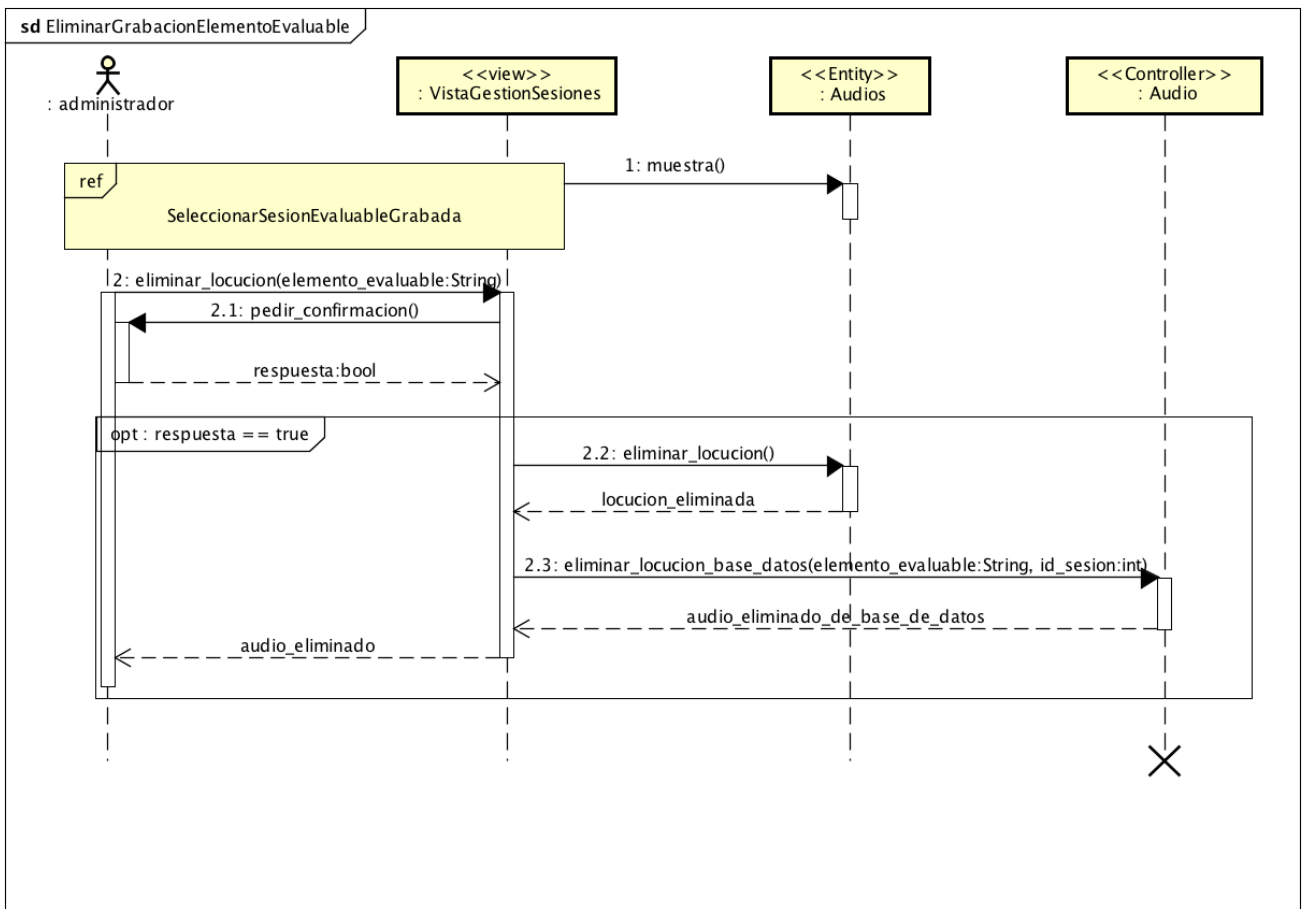 sd EliminarGrabacionElementoEvaluable
: administrador
<<view>>
: VistaGestionSesiones
<<Entity>>
: Audios
<<Controller>>
: Audio
ref
SeleccionarSesionEvaluableGrabada
1: muestra()
2: eliminar_locucion(elemento_evaluable:String)
2.1: pedir_confirmacion()
respuesta:bool
opt : respuesta == true
2.2: eliminar_locucion()
locucion_eliminada
2.3: eliminar_locucion_base_datos(elemento_evaluable:String, id_sesion:int)
audio_eliminado_de_base_de_datos
audio_eliminado